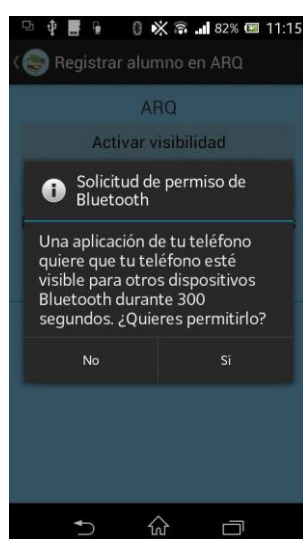 82% 11:15
Registrar alumno en ARQ
ARQ
Activar visibilidad
Solicitud de permiso de
Bluetooth
Una aplicación de tu teléfono
quiere que tu teléfono esté
visible para otros dispositivos
Bluetooth durante 300
segundos. ¿Quieres permitirlo?
No Sí